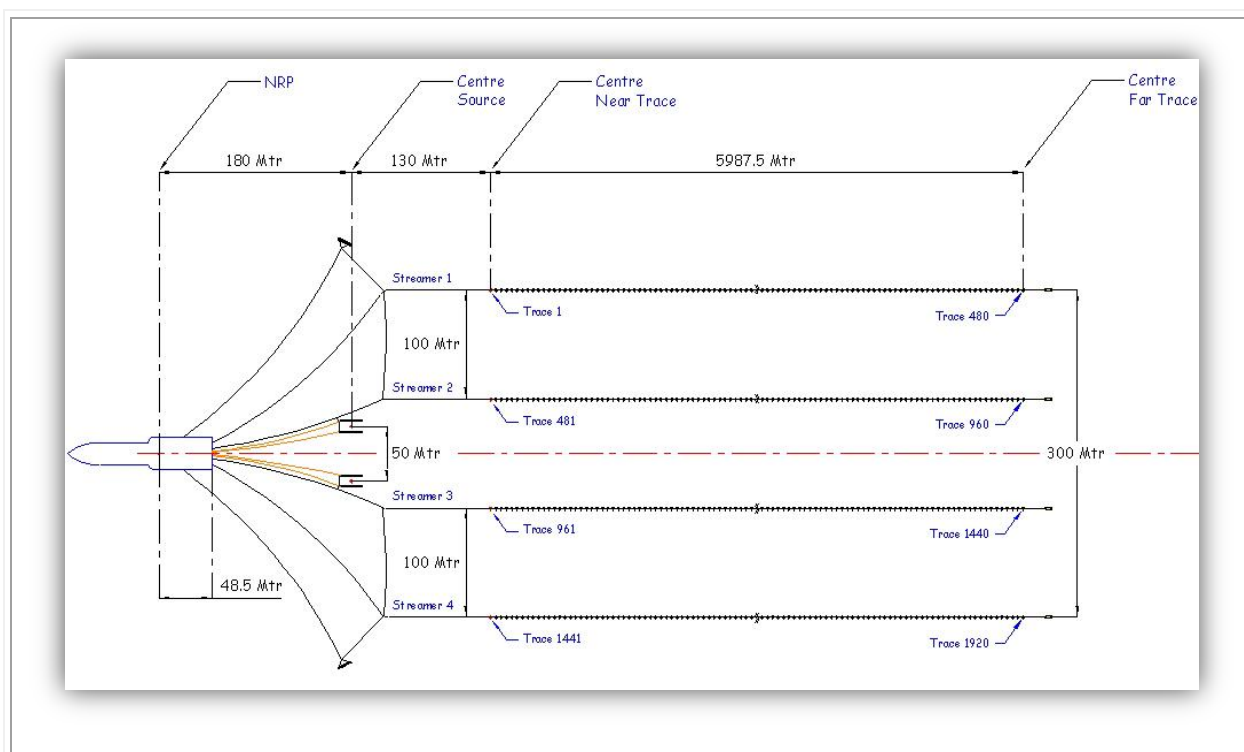 NRP
Centre
Source
Centre
Near Trace
Centre
Far Trace
180 Mtr
130 Mtr
5987.5 Mtr
Streamer 1
Trace 1
Trace 480
100 Mtr
Streamer 2
Trace 481
Trace 960
50 Mtr
300 Mtr
Streamer 3
Trace 961
Trace 1440
100 Mtr
48.5 Mtr
Streamer 4
Trace 1441
Trace 1920